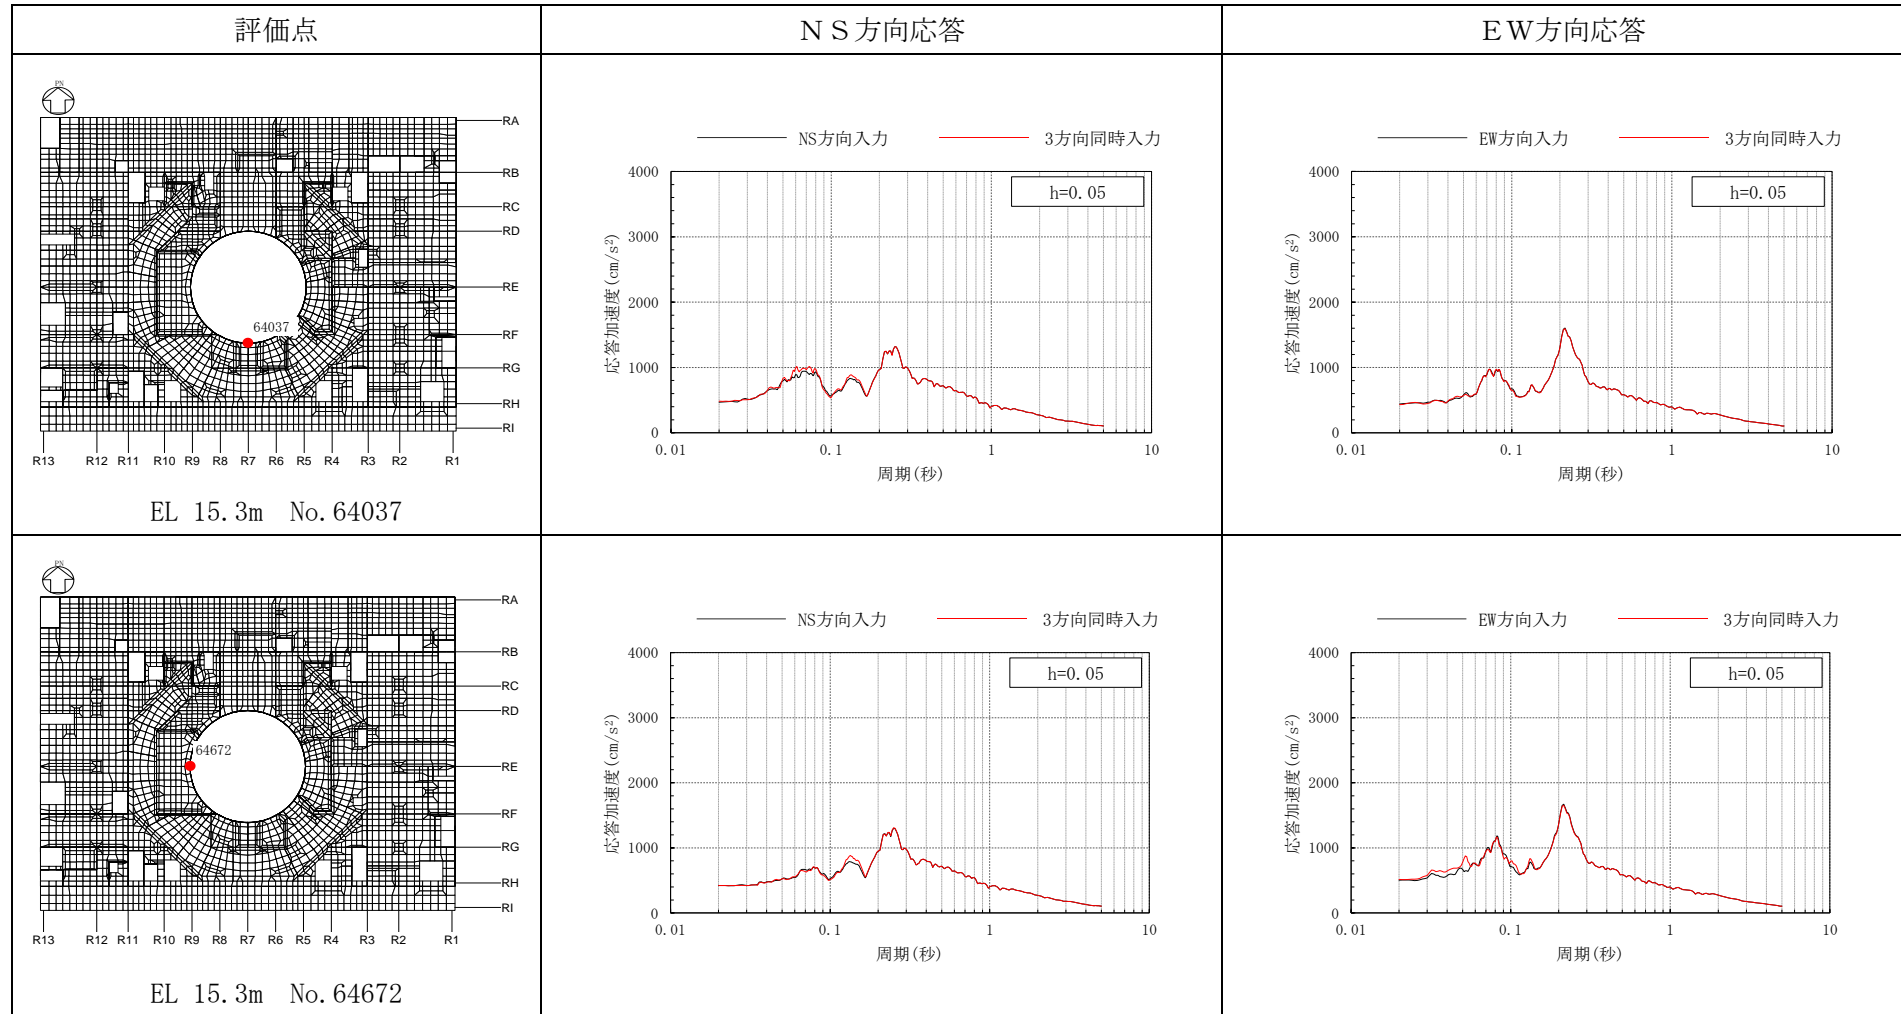 評価点
ＮＳ方向応答
ＥＷ方向応答
PN
RA
RB
RC
RD
RE
RF
RG
RH
RI
64037
R13 R12 R11 R10 R9 R8 R7 R6 R5 R4 R3 R2 R1
EL 15.3m No.64037
NS方向入力 3方向同時入力
h=0.05
応答加速度(cm/s²)
4000
3000
2000
1000
0
0.01 0.1 1 10
周期(秒)
EW方向入力 3方向同時入力
h=0.05
応答加速度(cm/s²)
4000
3000
2000
1000
0
0.01 0.1 1 10
周期(秒)
PN
RA
RB
RC
RD
RE
RF
RG
RH
RI
64672
R13 R12 R11 R10 R9 R8 R7 R6 R5 R4 R3 R2 R1
EL 15.3m No.64672
NS方向入力 3方向同時入力
h=0.05
応答加速度(cm/s²)
4000
3000
2000
1000
0
0.01 0.1 1 10
周期(秒)
EW方向入力 3方向同時入力
h=0.05
応答加速度(cm/s²)
4000
3000
2000
1000
0
0.01 0.1 1 10
周期(秒)